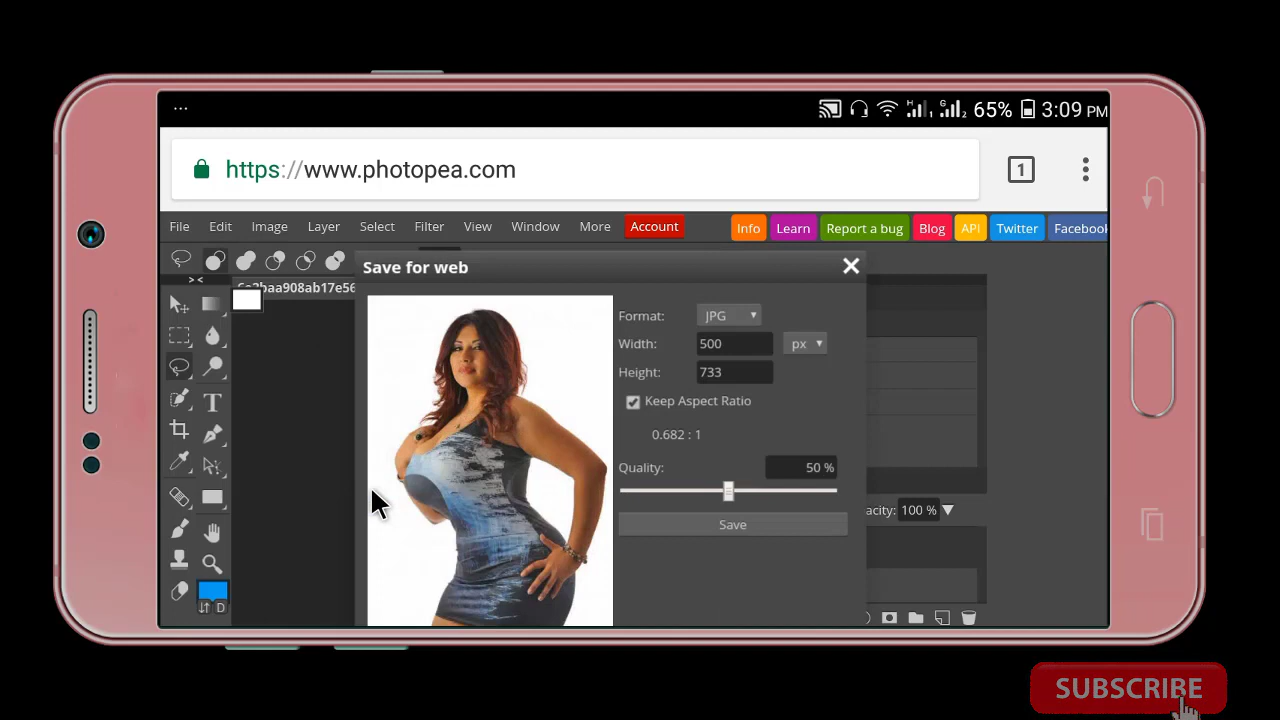 ... H 1 G 2 65% 3:09 PM
https://www.photopea.com 1
File Edit Image Layer Select Filter View Window More Account Info Learn Report a bug Blog API Twitter Facebook
Save for web
> <
Format: JPG
Width: 500 px
Height: 733
Keep Aspect Ratio
0.682 : 1
Quality: 50 %
acity: 100 %
Save
T
D
SUBSCRIBE